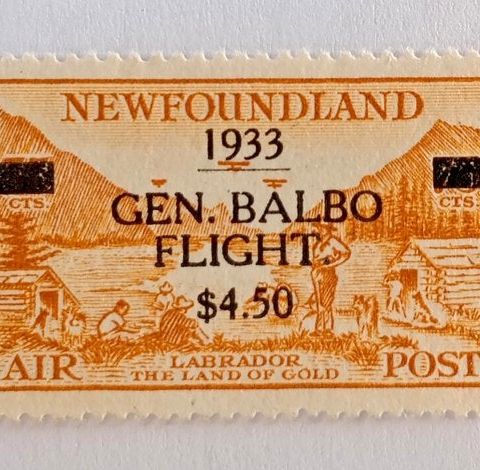 NEWFOUNDLAND
1933
CTS. CTS.
GEN. BALBO
FLIGHT.
$4.50
AIR POST
LABRADOR
THE LAND OF GOLD